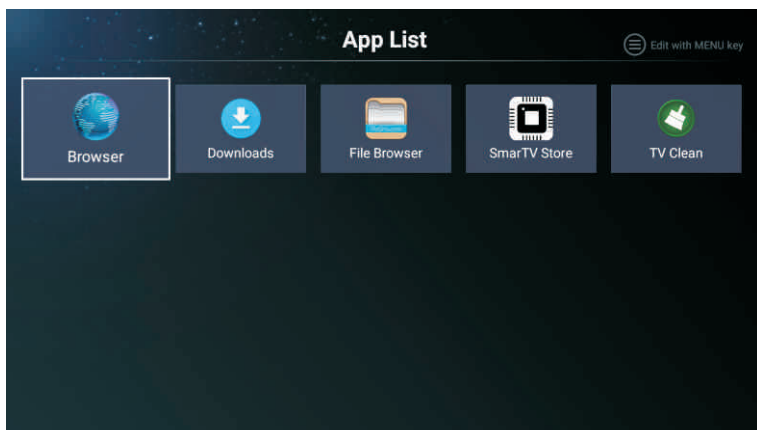 App List
Edit with MENU key
Browser
Downloads
File Browser
SmarTV Store
TV Clean